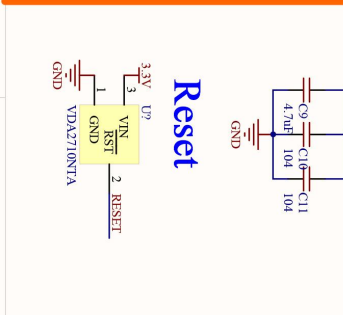 Reset
3.3V
U?
3
VIN
1
GND
RST
GND
VDA2710NTA
2
RESET
C9
4.7uF
C10
104
C11
104
GND